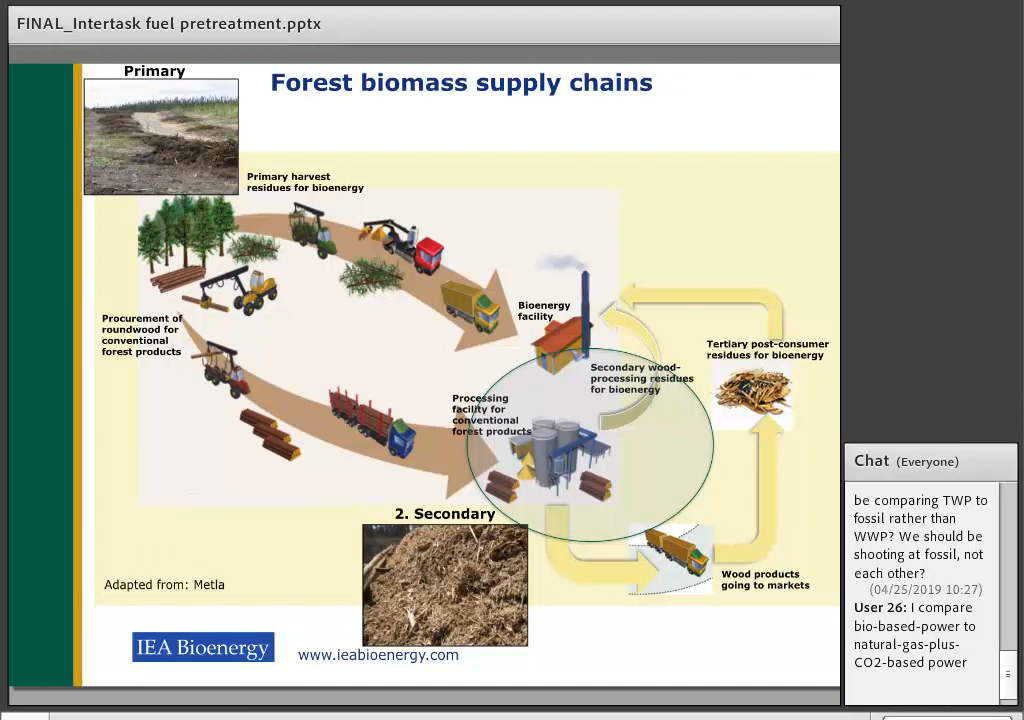 FINAL_Intertask fuel pretreatment.pptx
Primary
Forest biomass supply chains
Primary harvest
residues for bioenergy
Procurement of
roundwood for
conventional
forest products
Bioenergy
facility
Tertiary post-consumer
residues for bioenergy
Secondary wood-
processing residues
for bioenergy
Processing
facility for
conventional
forest products
2. Secondary
Wood products
going to markets
Adapted from: Metla
IEA Bioenergy
www.ieabioenergy.com
Chat (Everyone)
be comparing TWP to
fossil rather than
WWP? We should be
shooting at fossil, not
each other?
(04/25/2019 10:27)
User 26: I compare
bio-based-power to
natural-gas-plus-
CO2-based power